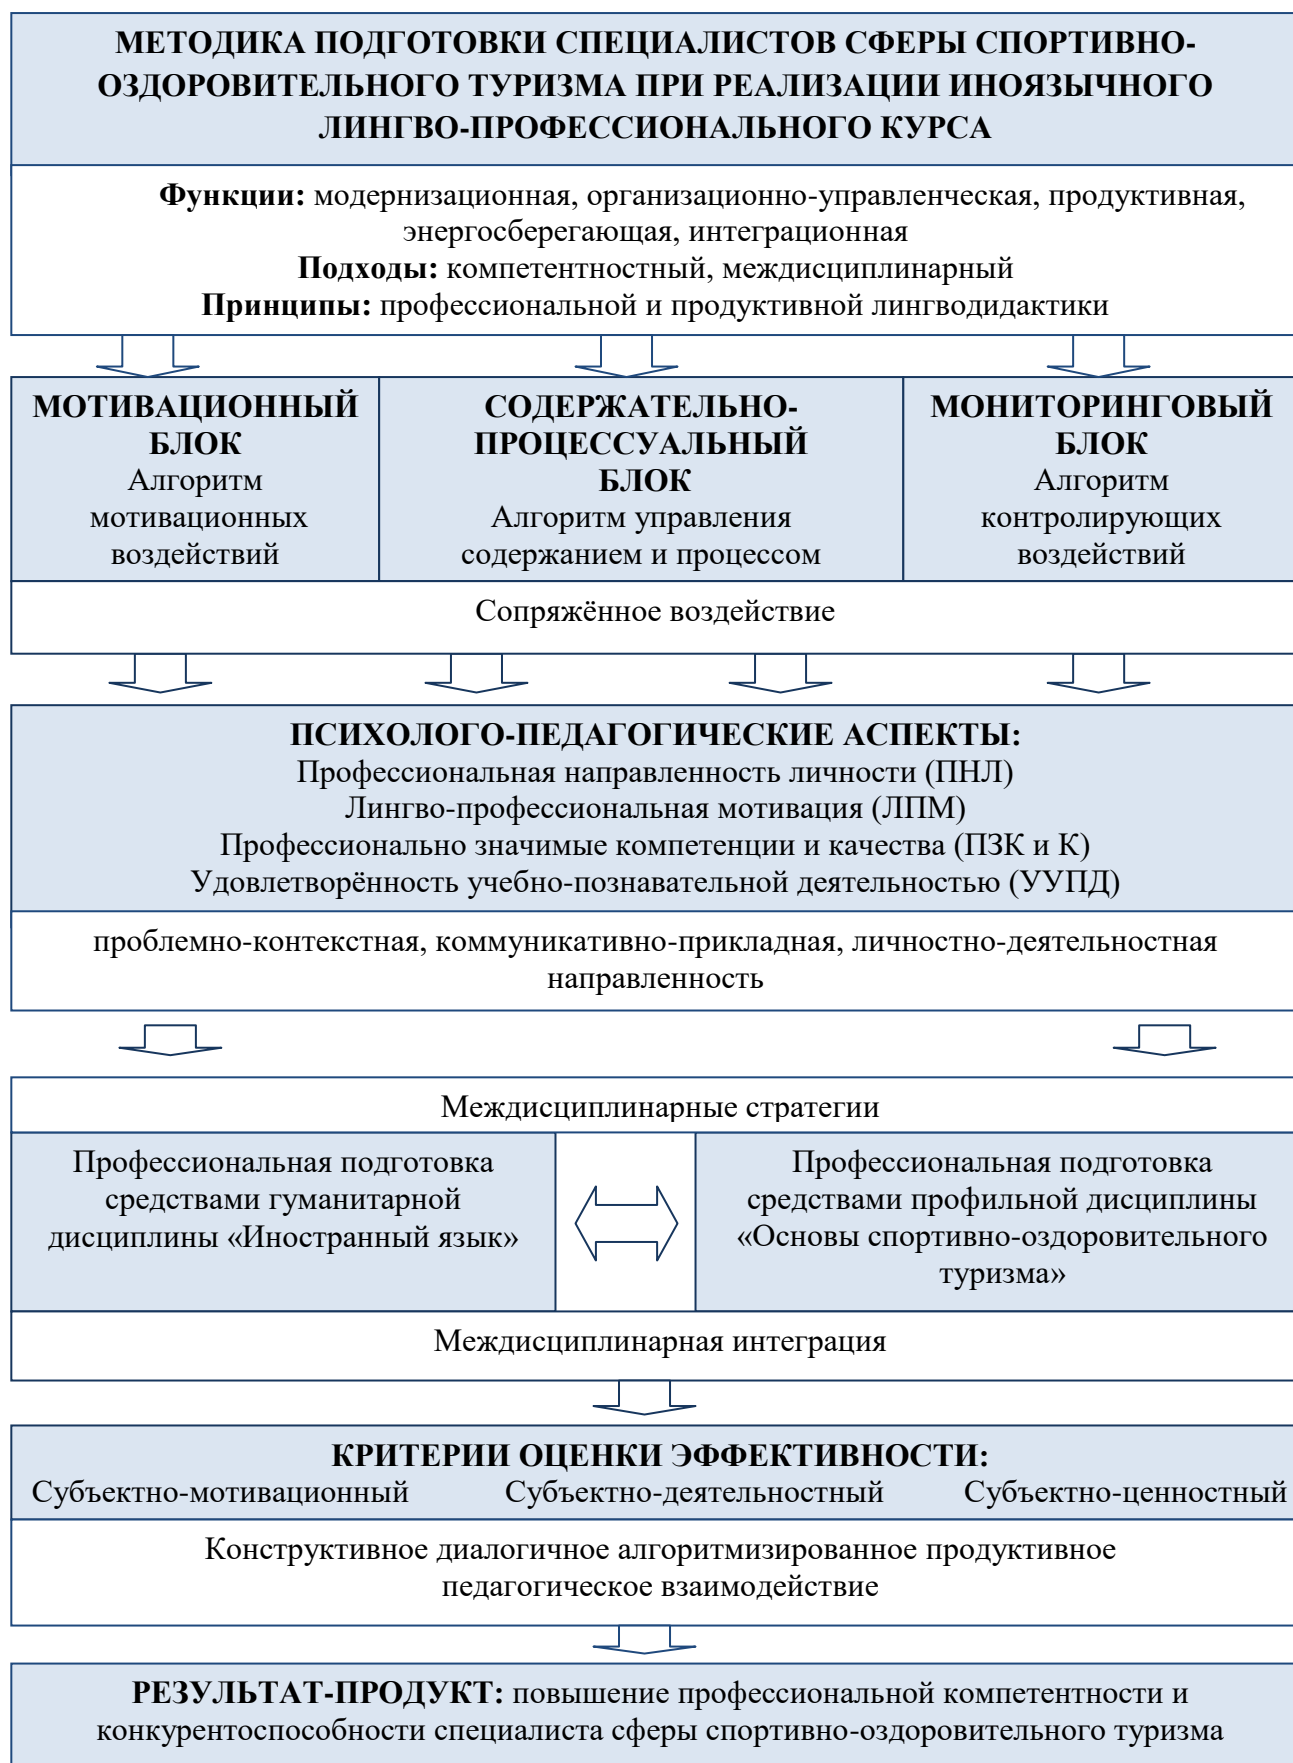 МЕТОДИКА ПОДГОТОВКИ СПЕЦИАЛИСТОВ СФЕРЫ СПОРТИВНО-
ОЗДОРОВИТЕЛЬНОГО ТУРИЗМА ПРИ РЕАЛИЗАЦИИ ИНОЯЗЫЧНОГО
ЛИНГВО-ПРОФЕССИОНАЛЬНОГО КУРСА
Функции: модернизационная, организационно-управленческая, продуктивная,
энергосберегающая, интеграционная
Подходы: компетентностный, междисциплинарный
Принципы: профессиональной и продуктивной лингводидактики
МОТИВАЦИОННЫЙ
БЛОК
Алгоритм
мотивационных
воздействий
СОДЕРЖАТЕЛЬНО-
ПРОЦЕССУАЛЬНЫЙ
БЛОК
Алгоритм управления
содержанием и процессом
МОНИТОРИНГОВЫЙ
БЛОК
Алгоритм
контролирующих
воздействий
Сопряжённое воздействие
ПСИХОЛОГО-ПЕДАГОГИЧЕСКИЕ АСПЕКТЫ:
Профессиональная направленность личности (ПНЛ)
Лингво-профессиональная мотивация (ЛПМ)
Профессионально значимые компетенции и качества (ПЗК и К)
Удовлетворённость учебно-познавательной деятельностью (УУПД)
проблемно-контекстная, коммуникативно-прикладная, личностно-деятельностная
направленность
Междисциплинарные стратегии
Профессиональная подготовка
средствами гуманитарной
дисциплины «Иностранный язык»
Профессиональная подготовка
средствами профильной дисциплины
«Основы спортивно-оздоровительного
туризма»
Междисциплинарная интеграция
КРИТЕРИИ ОЦЕНКИ ЭФФЕКТИВНОСТИ:
Субъектно-мотивационный Субъектно-деятельностный Субъектно-ценностный
Конструктивное диалогичное алгоритмизированное продуктивное
педагогическое взаимодействие
РЕЗУЛЬТАТ-ПРОДУКТ: повышение профессиональной компетентности и
конкурентоспособности специалиста сферы спортивно-оздоровительного туризма